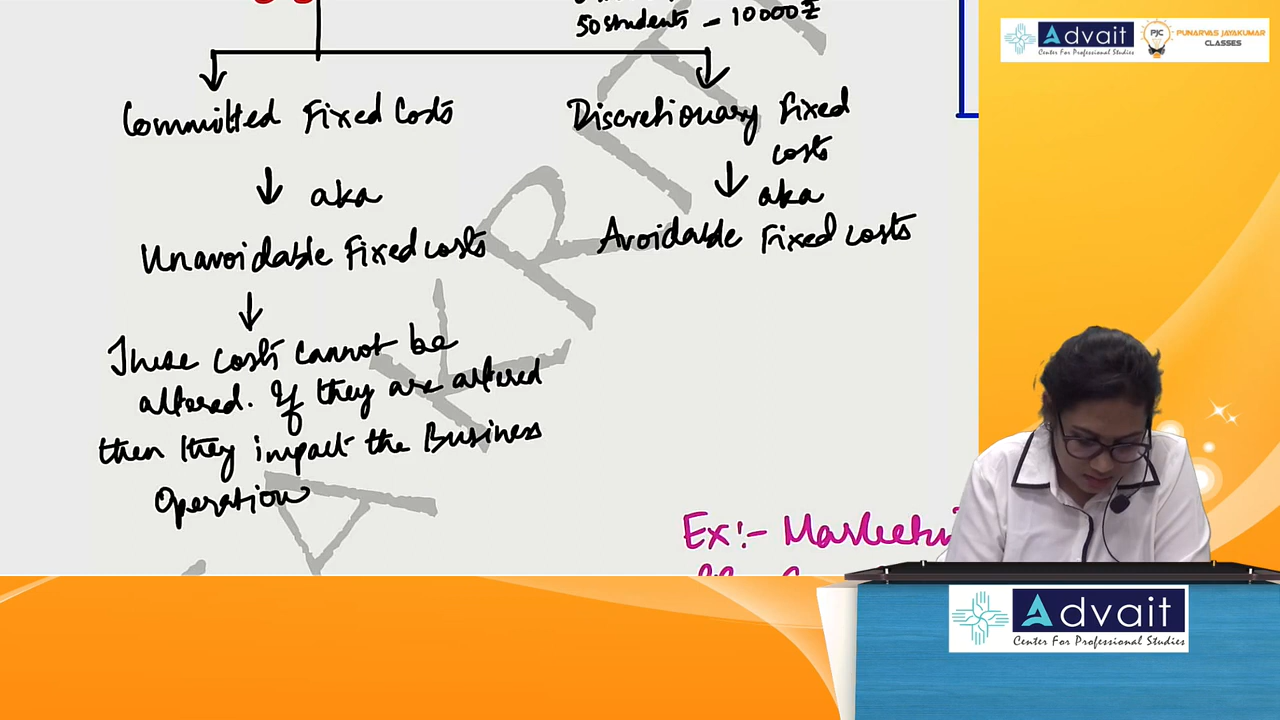 50 students - 10000
Committed Fixed Costs
Discretionary Fixed
costs
aka
aka
Unavoidable Fixed costs
Avoidable Fixed costs
These costs cannot be
altered. If they are altered
then they impact the Business
Operation
Ex:- Marketi
AKRITI
Advait
Center For Professional Studies
PJC
PUNARVAS JAYAKUMAR
CLASSES
Advait
Center For Professional Studies